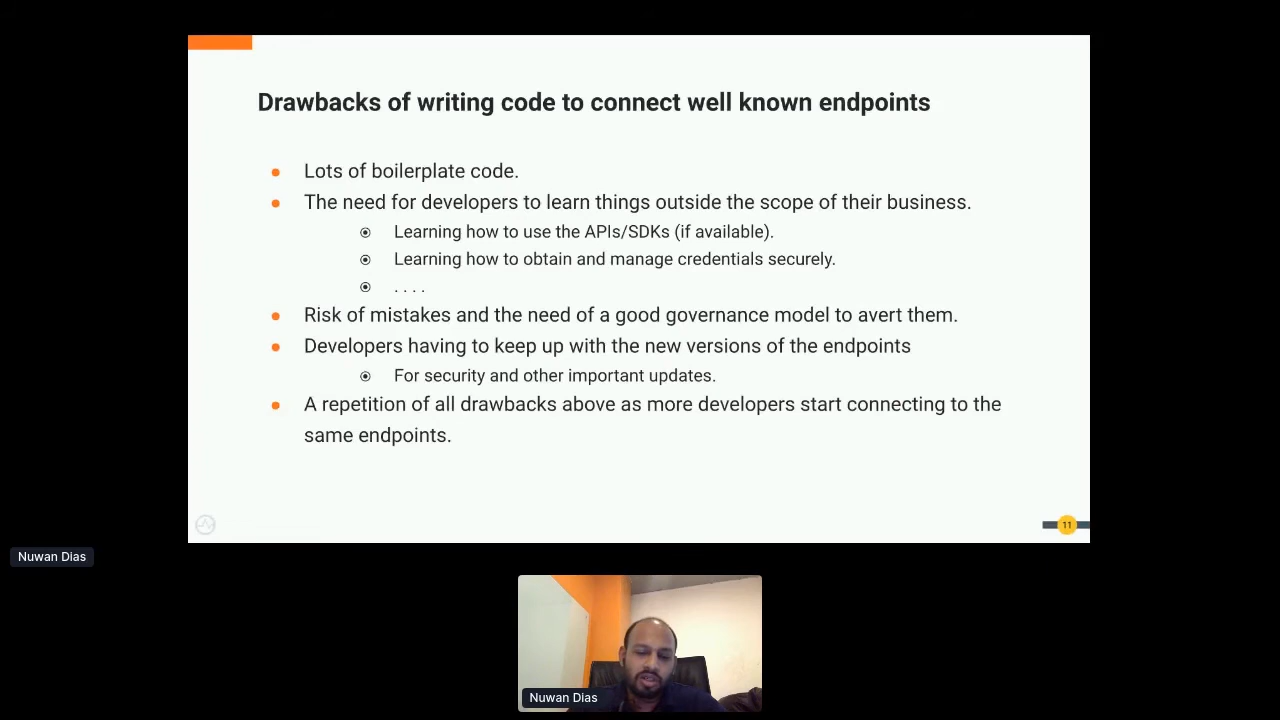 Drawbacks of writing code to connect well known endpoints
● Lots of boilerplate code.
● The need for developers to learn things outside the scope of their business.
◉ Learning how to use the APIs/SDKs (if available).
◉ Learning how to obtain and manage credentials securely.
◉ . . . .
● Risk of mistakes and the need of a good governance model to avert them.
● Developers having to keep up with the new versions of the endpoints
◉ For security and other important updates.
● A repetition of all drawbacks above as more developers start connecting to the
same endpoints.
11
Nuwan Dias
Nuwan Dias